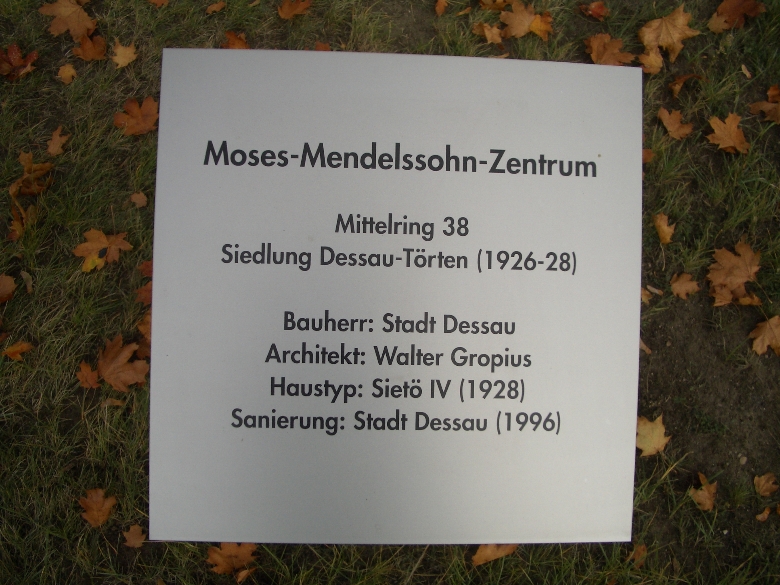 Moses-Mendelssohn-Zentrum
Mittelring 38
Siedlung Dessau-Törten (1926-28)
Bauherr: Stadt Dessau
Architekt: Walter Gropius
Haustyp: Sietö IV (1928)
Sanierung: Stadt Dessau (1996)